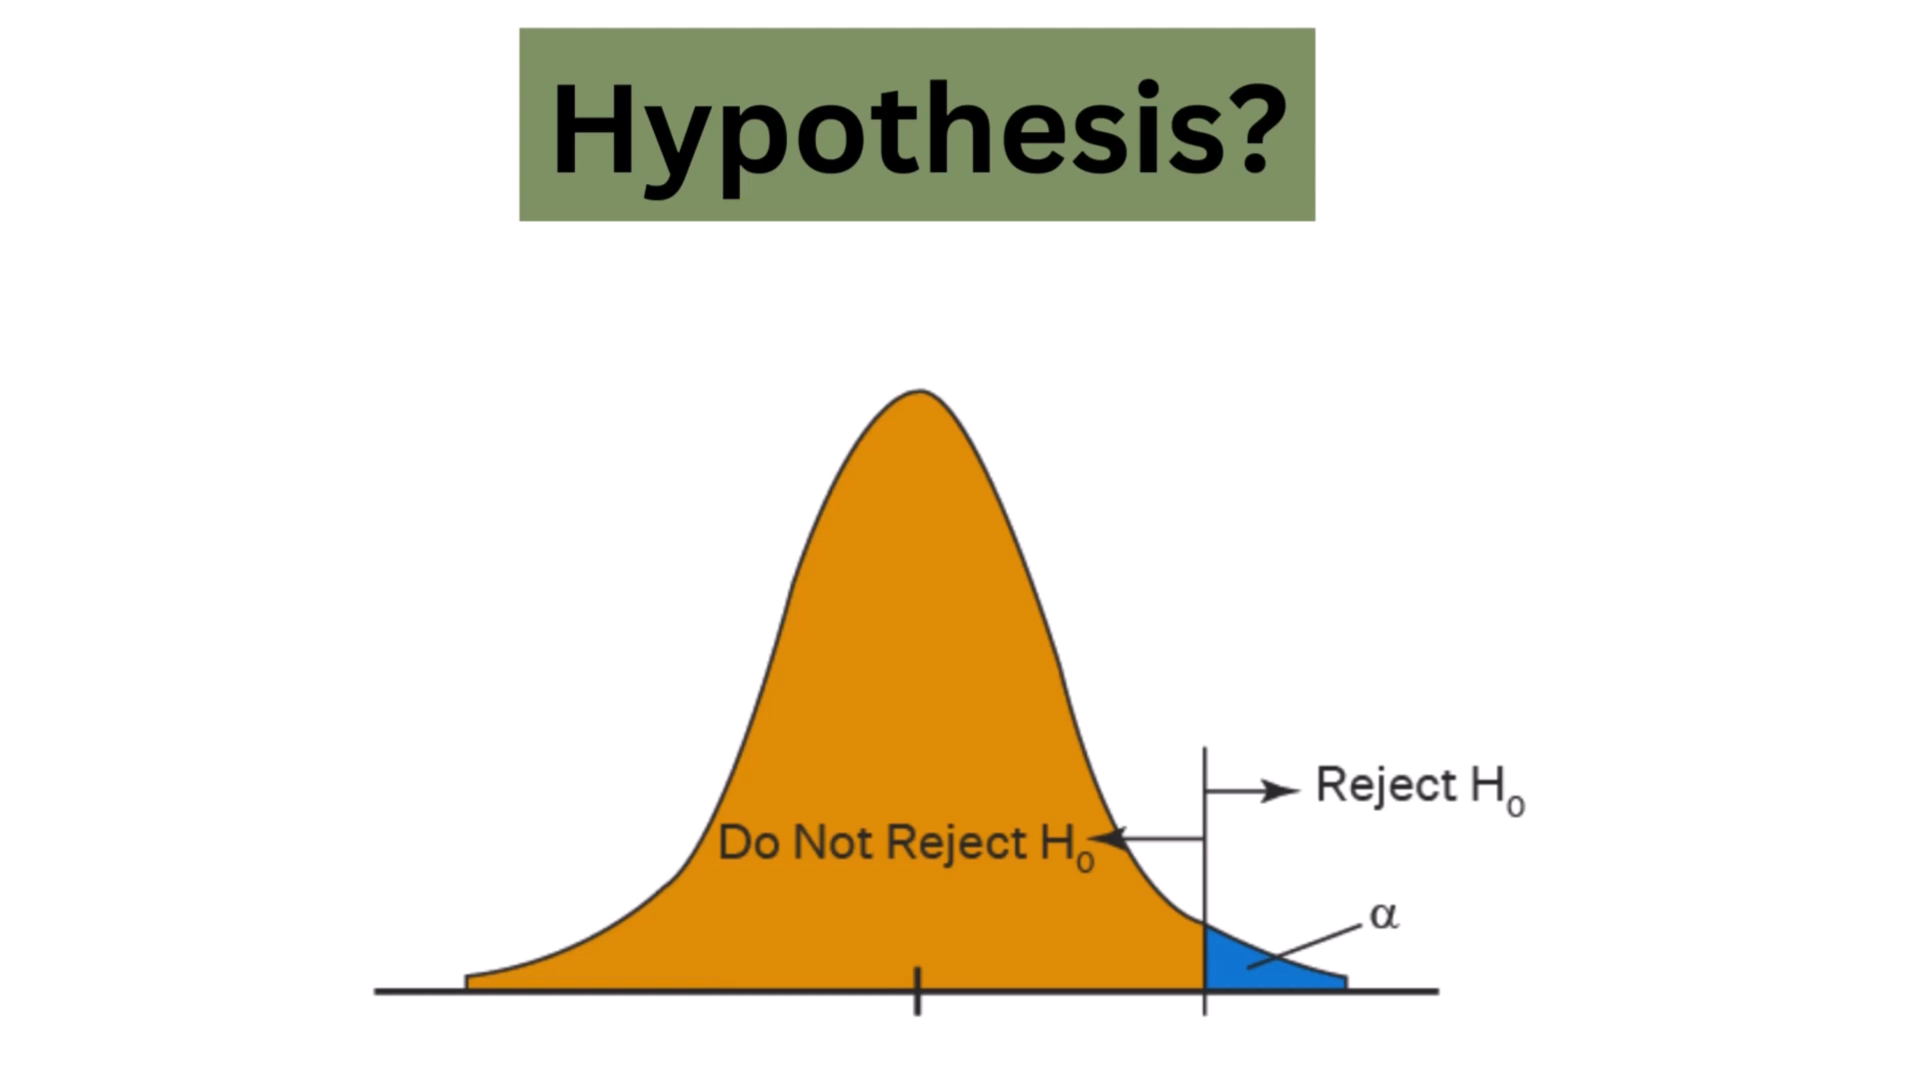 Hypothesis?
Reject H₀
Do Not Reject H₀
α